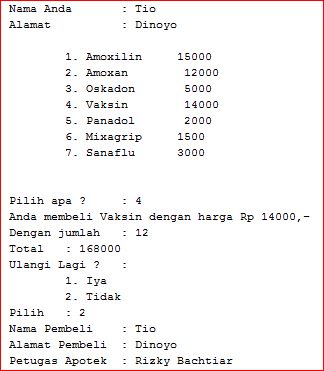 Nama Anda : Tio
Alamat : Dinoyo
1. Amoxilin 15000
2. Amoxan 12000
3. Oskadon 5000
4. Vaksin 14000
5. Panadol 2000
6. Mixagrip 1500
7. Sanaflu 3000
Pilih apa ? : 4
Anda membeli Vaksin dengan harga Rp 14000,-
Dengan jumlah : 12
Total : 168000
Ulangi Lagi ? :
1. Iya
2. Tidak
Pilih : 2
Nama Pembeli : Tio
Alamat Pembeli : Dinoyo
Petugas Apotek : Rizky Bachtiar